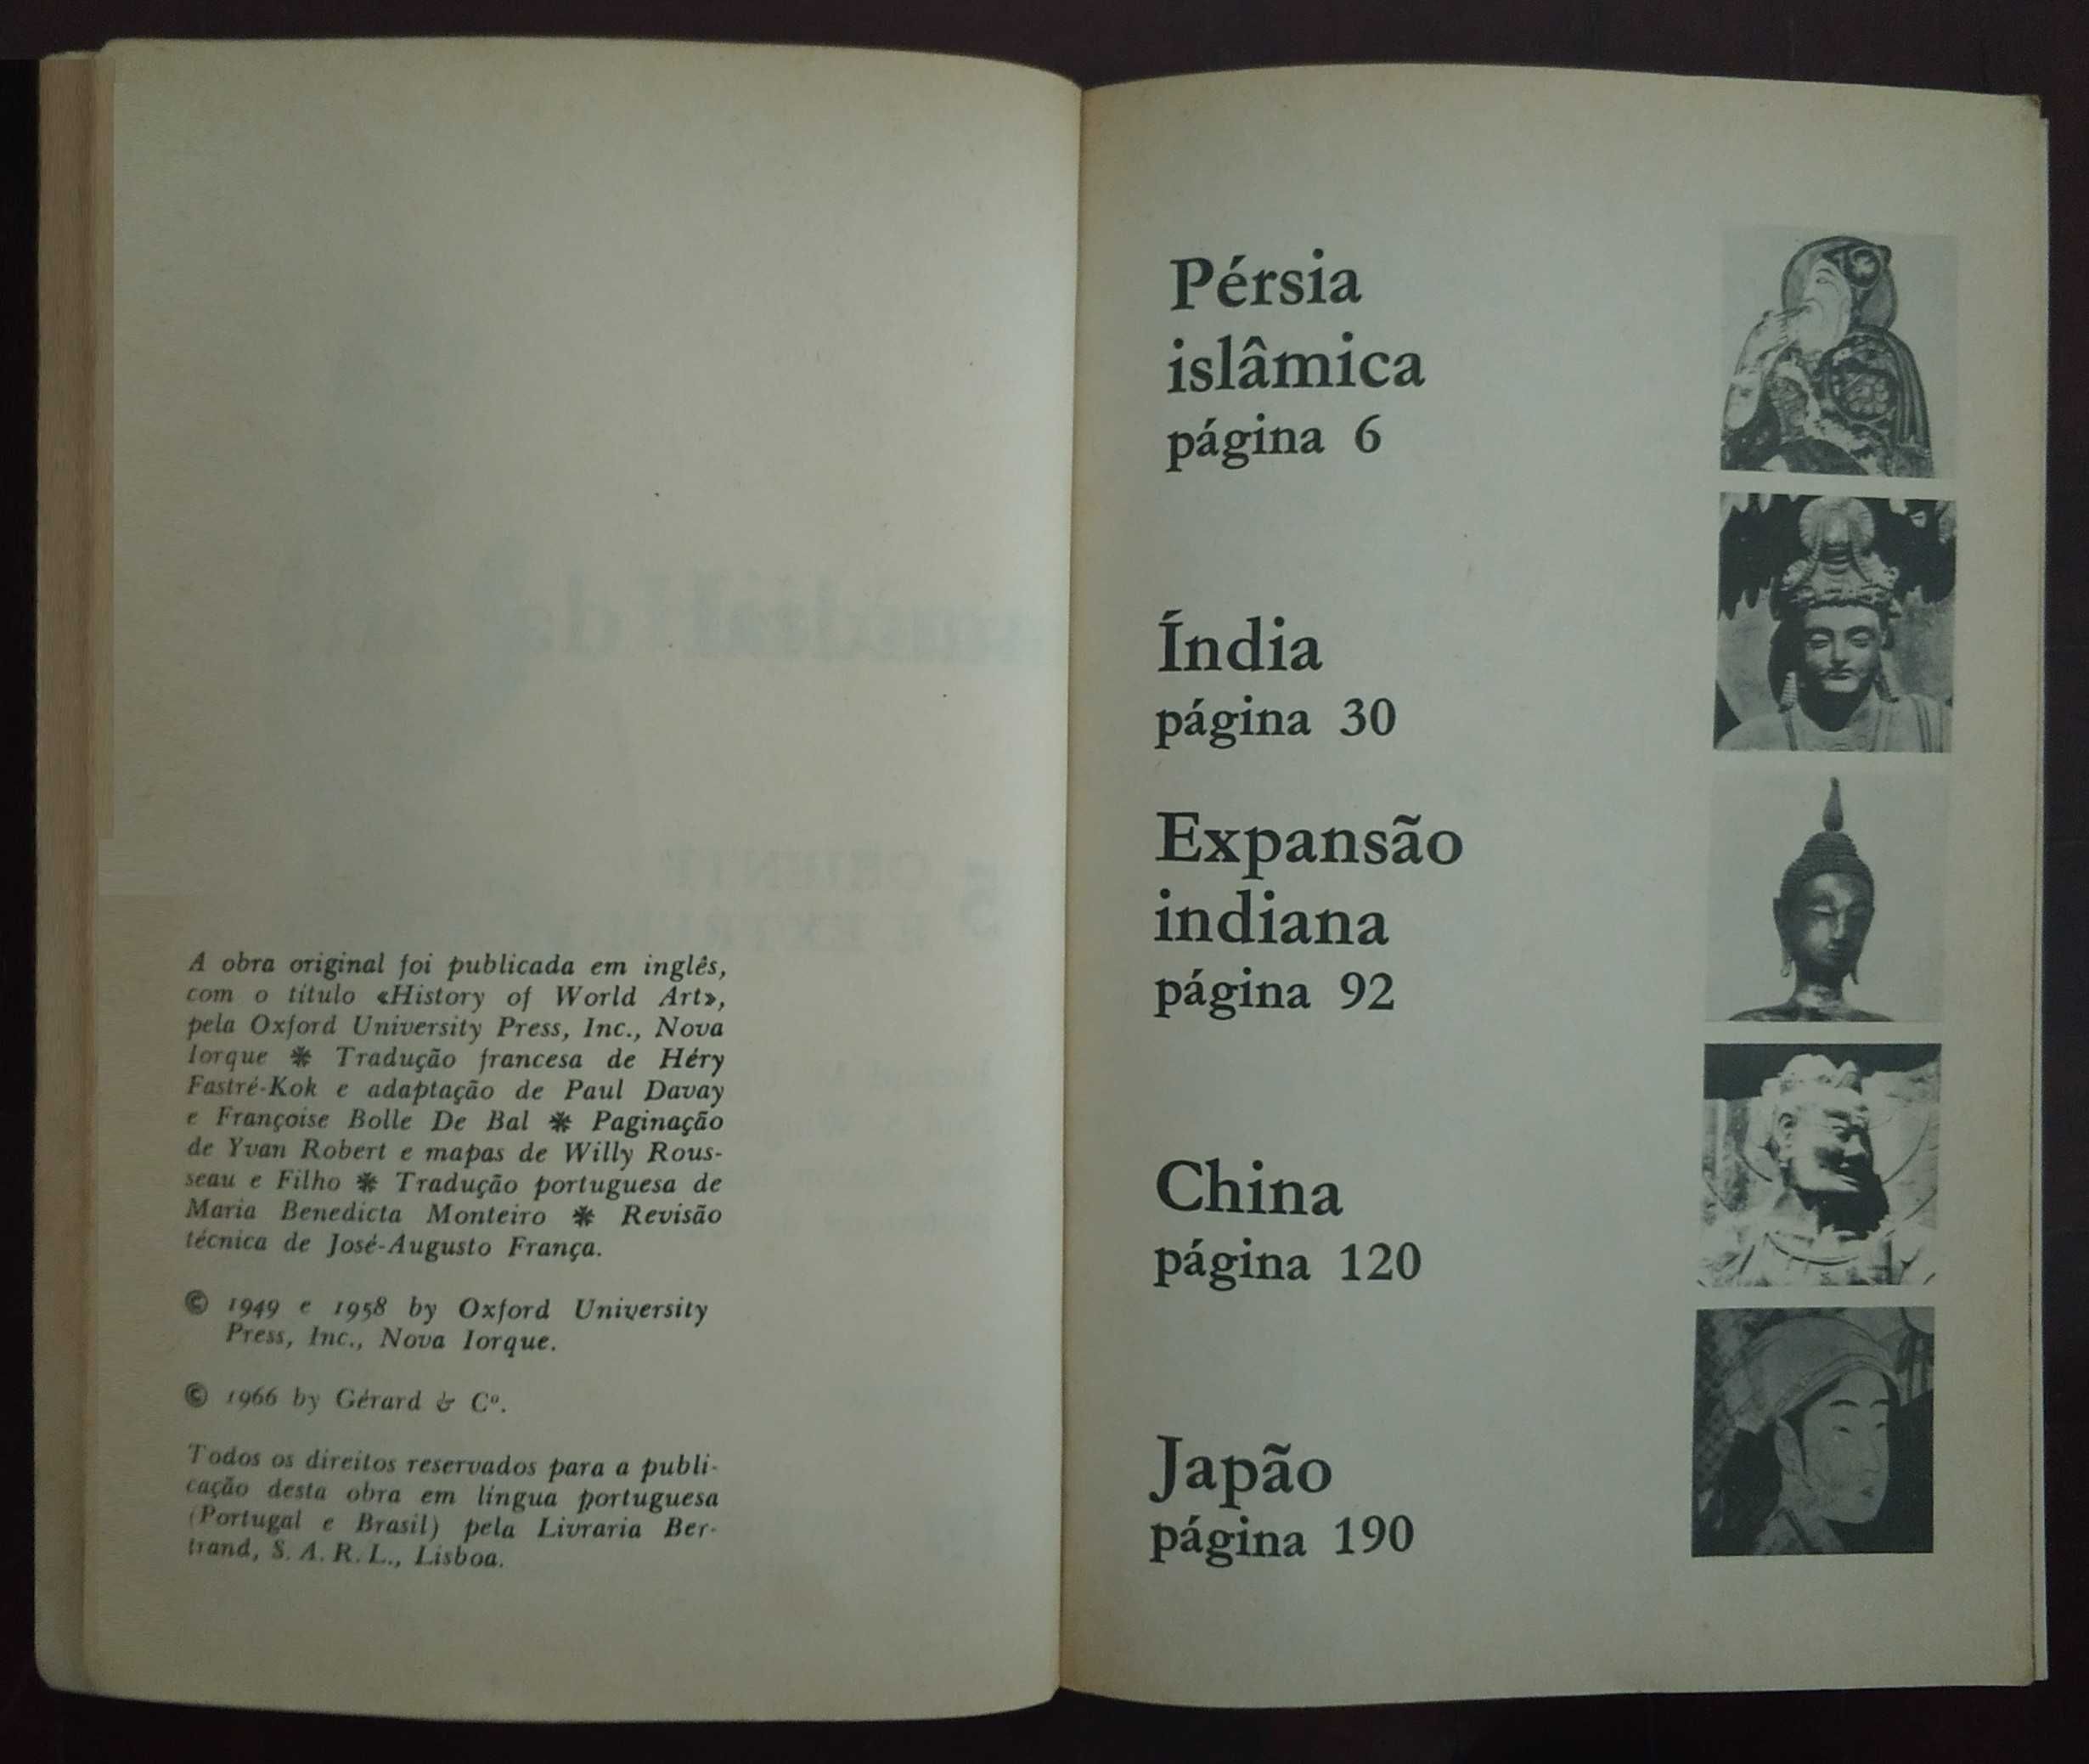 A obra original foi publicada em inglês,
com o título «History of World Art»,
pela Oxford University Press, Inc., Nova
Iorque * Tradução francesa de Héry
Fastré-Kok e adaptação de Paul Davay
e Françoise Bolle De Bal * Paginação
de Yvan Robert e mapas de Willy Rous-
seau e Filho * Tradução portuguesa de
Maria Benedicta Monteiro * Revisão
técnica de José-Augusto França.
© 1949 e 1958 by Oxford University
Press, Inc., Nova Iorque.
© 1966 by Gérard & Cº.
Todos os direitos reservados para a publi-
cação desta obra em língua portuguesa
(Portugal e Brasil) pela Livraria Ber-
trand, S. A. R. L., Lisboa.
Pérsia
islâmica
página 6
Índia
página 30
Expansão
indiana
página 92
China
página 120
Japão
página 190